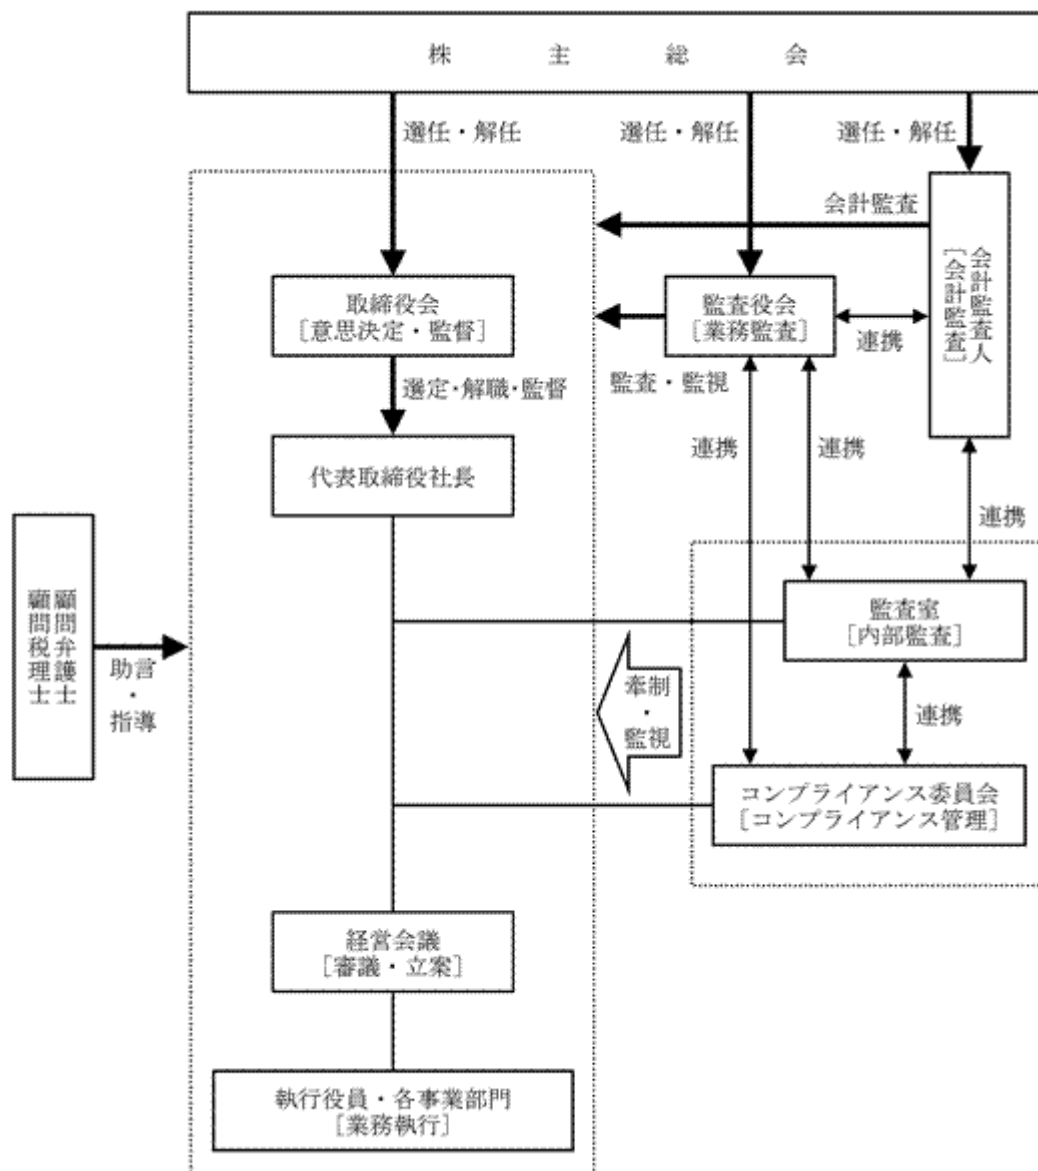 株主総会
選任・解任
選任・解任
選任・解任
会計監査
会計監査人
[会計監査]
取締役会
[意思決定・監督]
監査役会
[業務監査]
連携
選定・解職・監督
監査・監視
代表取締役社長
連携
連携
連携
顧問弁護士
顧問税理士
助言
・
指導
監査室
[内部監査]
牽制
・
監視
連携
コンプライアンス委員会
[コンプライアンス管理]
経営会議
[審議・立案]
執行役員・各事業部門
[業務執行]